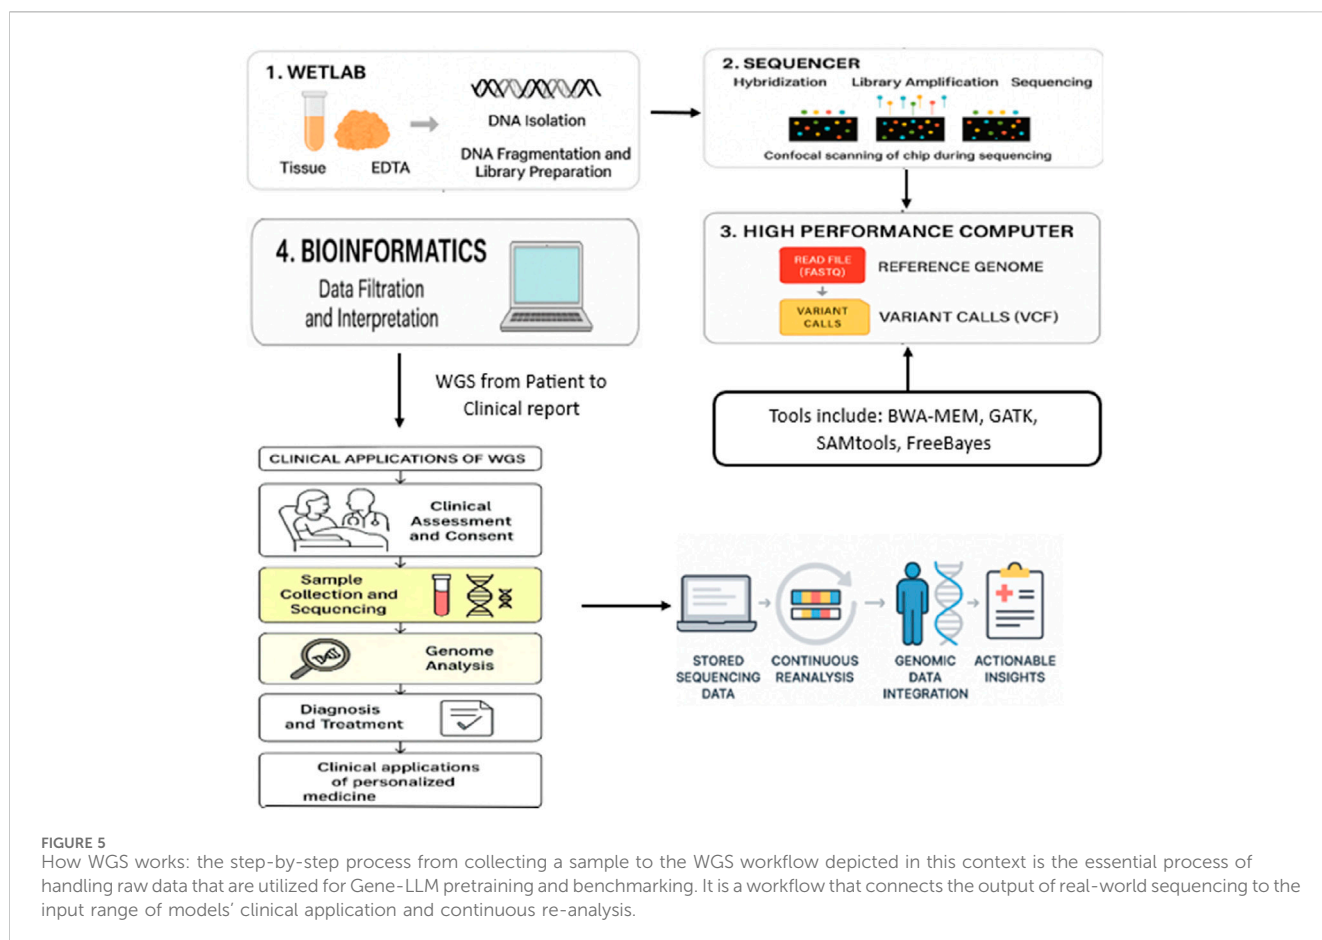 1. WETLAB
Tissue
EDTA
DNA Isolation
DNA Fragmentation and
Library Preparation
2. SEQUENCER
Hybridization
Library Amplification
Sequencing
Confocal scanning of chip during sequencing
3. HIGH PERFORMANCE COMPUTER
READ FILE
(FASTQ)
REFERENCE GENOME
VARIANT
CALLS
VARIANT CALLS (VCF)
Tools include: BWA-MEM, GATK,
SAMtools, FreeBayes
4. BIOINFORMATICS
Data Filtration
and Interpretation
WGS from Patient to
Clinical report
CLINICAL APPLICATIONS OF WGS
Clinical
Assessment
and Consent
Sample
Collection and
Sequencing
Genome
Analysis
Diagnosis
and Treatment
Clinical applications
of personalized
medicine
STORED
SEQUENCING
DATA
CONTINUOUS
REANALYSIS
GENOMIC
DATA
INTEGRATION
ACTIONABLE
INSIGHTS
FIGURE 5
How WGS works: the step-by-step process from collecting a sample to the WGS workflow depicted in this context is the essential process of
handling raw data that are utilized for Gene-LLM pretraining and benchmarking. It is a workflow that connects the output of real-world sequencing to the
input range of models' clinical application and continuous re-analysis.